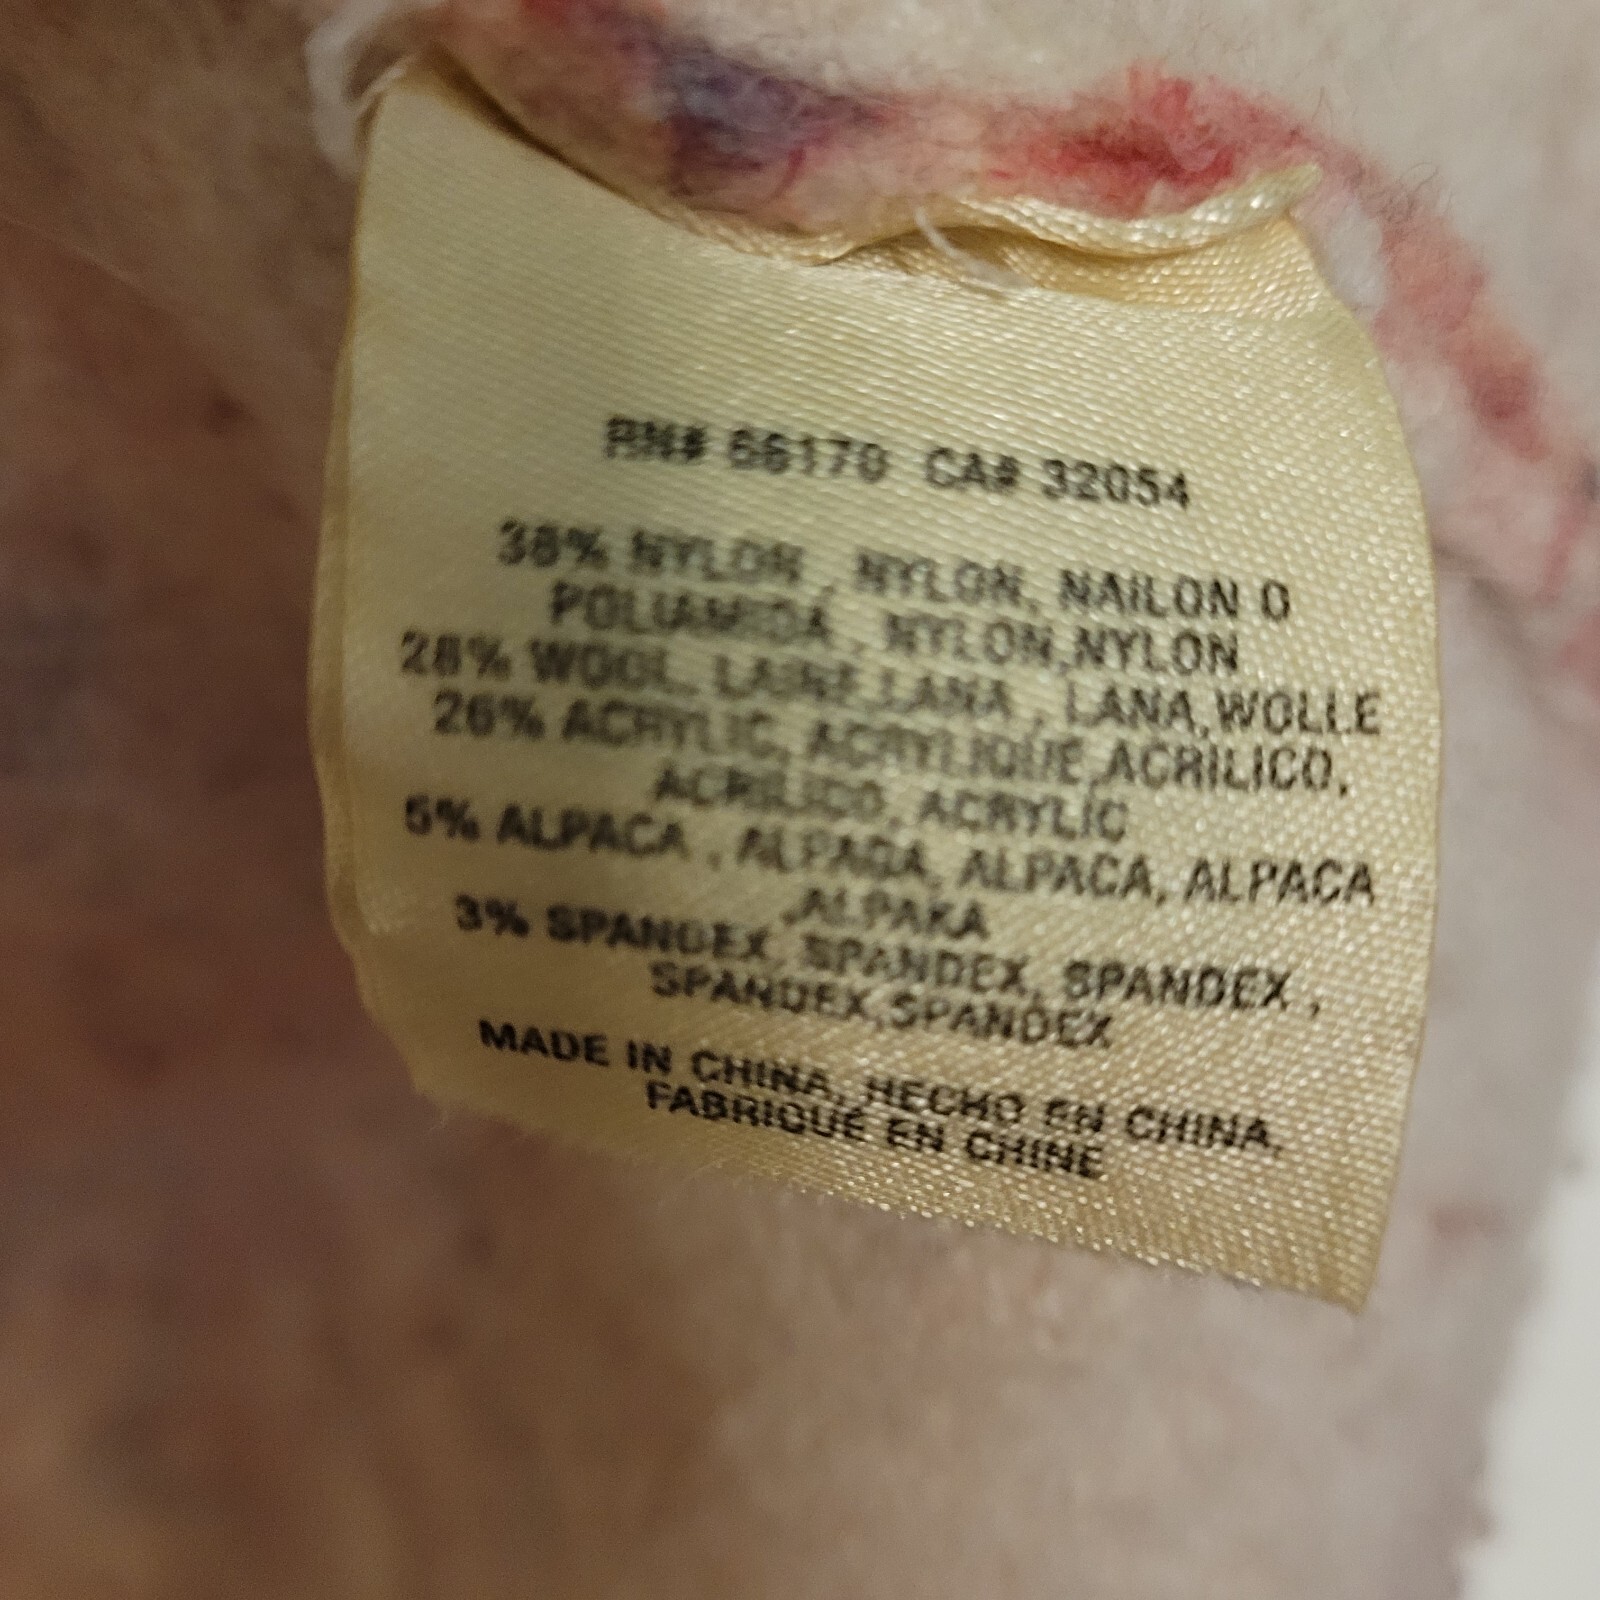 RN# 66170 CA# 32054
38% NYLON , NYLON, NAILON O
POLIAMIDA , NYLON,NYLON
28% WOOL, LAINE,LANA , LANA,WOLLE
26% ACRYLIC, ACRYLIQUE,ACRILICO,
ACRILICO, ACRYLIC
5% ALPACA , ALPAGA, ALPACA, ALPACA
,ALPAKA
3% SPANDEX, SPANDEX, SPANDEX ,
SPANDEX,SPANDEX
MADE IN CHINA, HECHO EN CHINA,
FABRIQUÉ EN CHINE